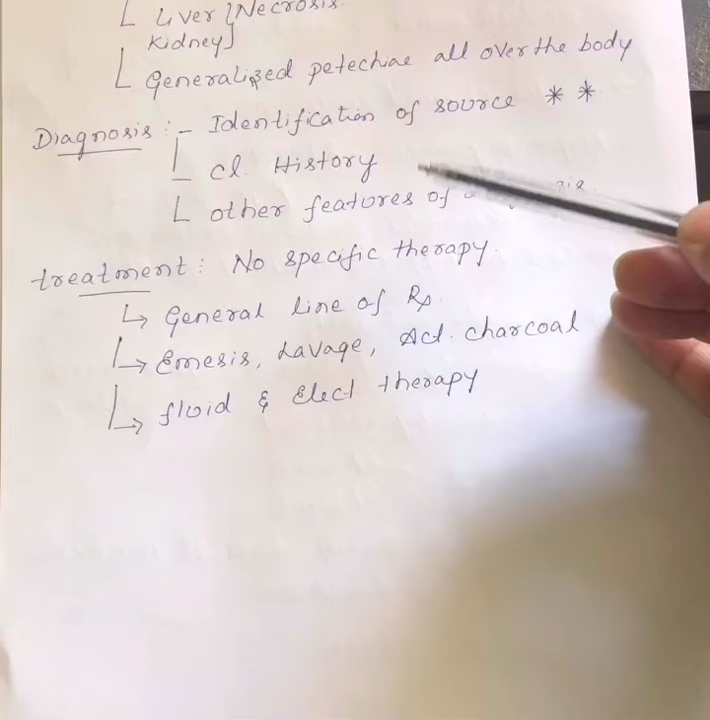 Liver [Necrosis
Kidney]
Generalized petechiae all over the body
Diagnosis :- Identification of source **
cl. History
other features of
treatment : No specific therapy.
↳ General line of Rx.
↳ Emesis, Lavage, Act. charcoal
↳ fluid & Elect. therapy